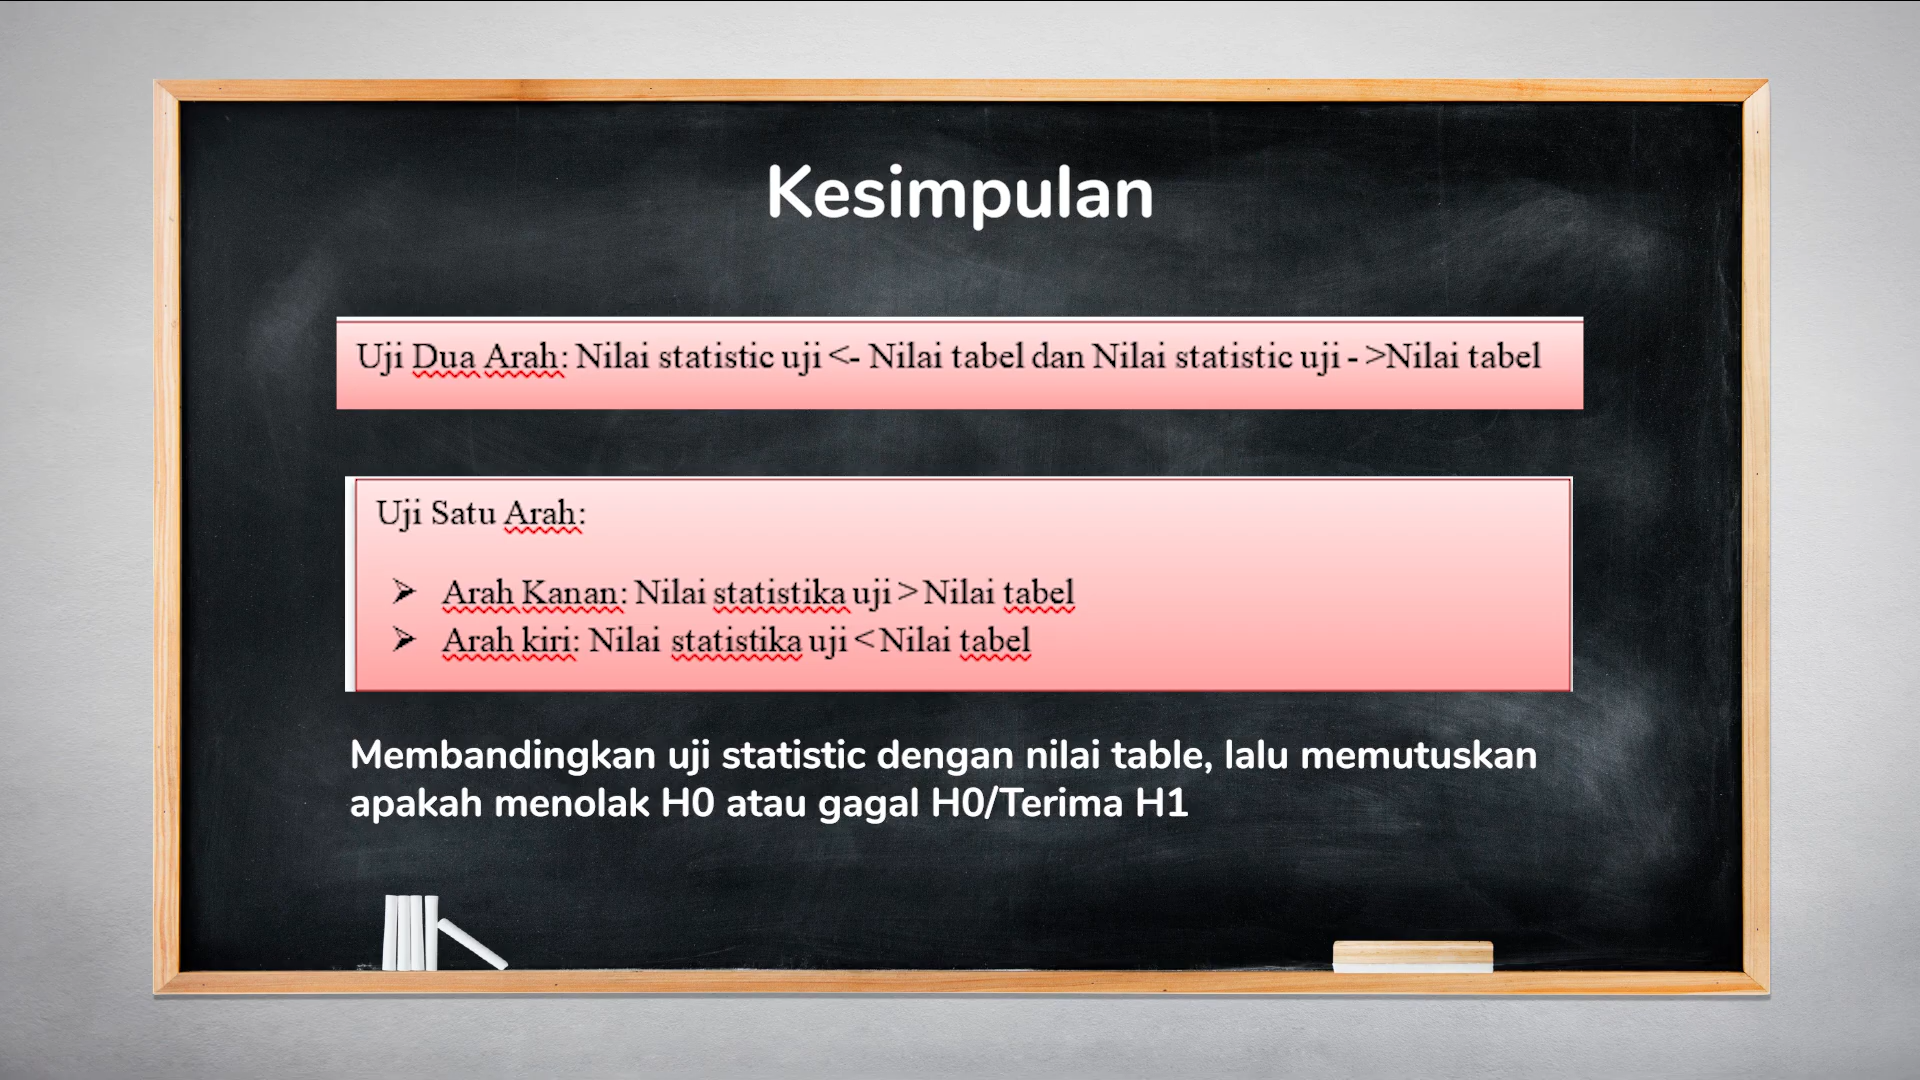 Kesimpulan
Uji Dua Arah: Nilai statistic uji <- Nilai tabel dan Nilai statistic uji - >Nilai tabel
Uji Satu Arah:
➢ Arah Kanan: Nilai statistika uji > Nilai tabel
➢ Arah kiri: Nilai statistika uji < Nilai tabel
Membandingkan uji statistic dengan nilai table, lalu memutuskan
apakah menolak H0 atau gagal H0/Terima H1